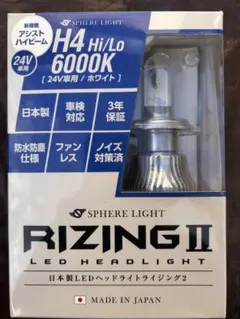 SPHERE LIGHT
新機能
アシスト
ハイビーム
24V
車用
H4 Hi/Lo
6000K
[24V車用/ホワイト]
日本製
車検
対応
3年
保証
防水防塵
仕様
ファン
レス
ノイズ
対策済
SPHERE LIGHT
RIZING II
LED HEADLIGHT
日本製LEDヘッドライトライジング2
MADE IN JAPAN